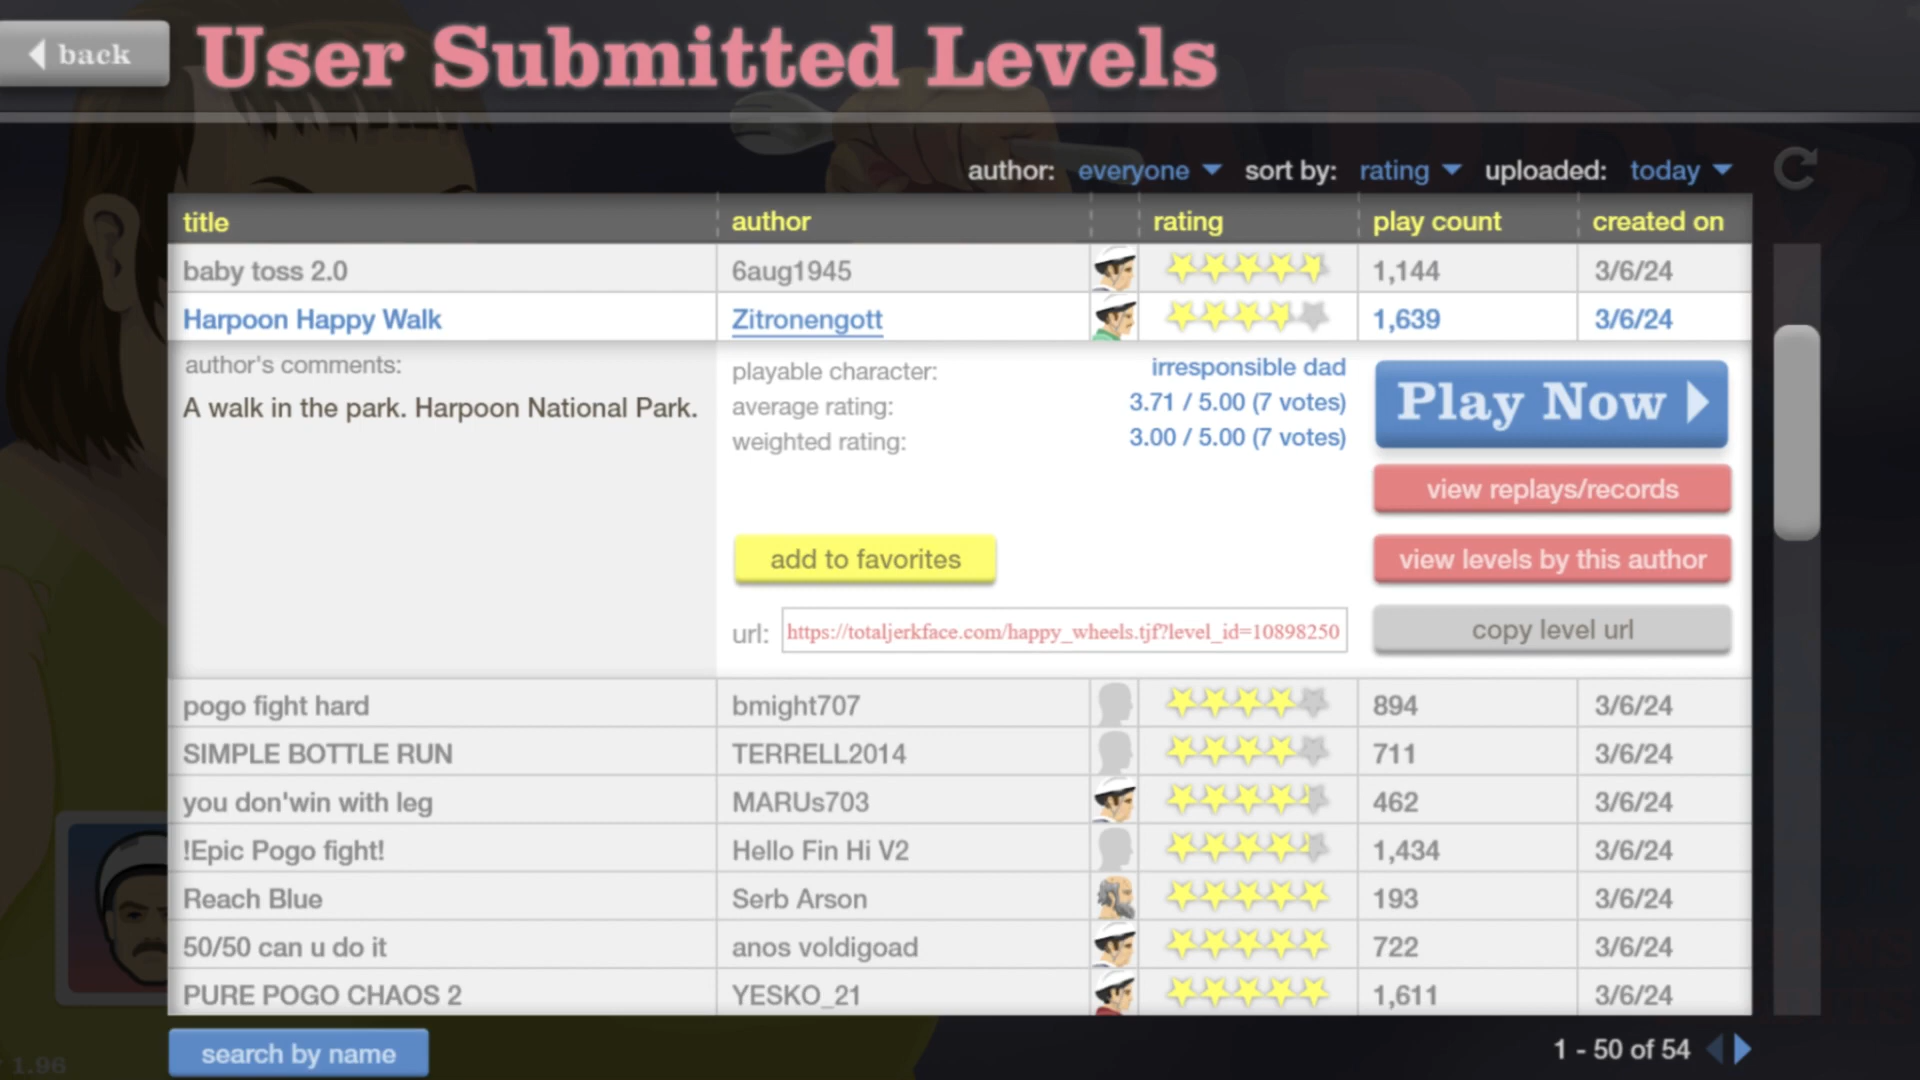 back
User Submitted Levels
author: everyone sort by: rating uploaded: today
title author rating play count created on
baby toss 2.0 6aug1945 1,144 3/6/24
Harpoon Happy Walk Zitronengott 1,639 3/6/24
author's comments:
A walk in the park. Harpoon National Park.
playable character: irresponsible dad
average rating: 3.71 / 5.00 (7 votes)
weighted rating: 3.00 / 5.00 (7 votes)
Play Now
view replays/records
add to favorites
view levels by this author
url: https://totaljerkface.com/happy_wheels.tjf?level_id=10898250
copy level url
pogo fight hard bmight707 894 3/6/24
SIMPLE BOTTLE RUN TERRELL2014 711 3/6/24
you don'win with leg MARUs703 462 3/6/24
!Epic Pogo fight! Hello Fin Hi V2 1,434 3/6/24
Reach Blue Serb Arson 193 3/6/24
50/50 can u do it anos voldigoad 722 3/6/24
PURE POGO CHAOS 2 YESKO_21 1,611 3/6/24
search by name
1 - 50 of 54
1.96